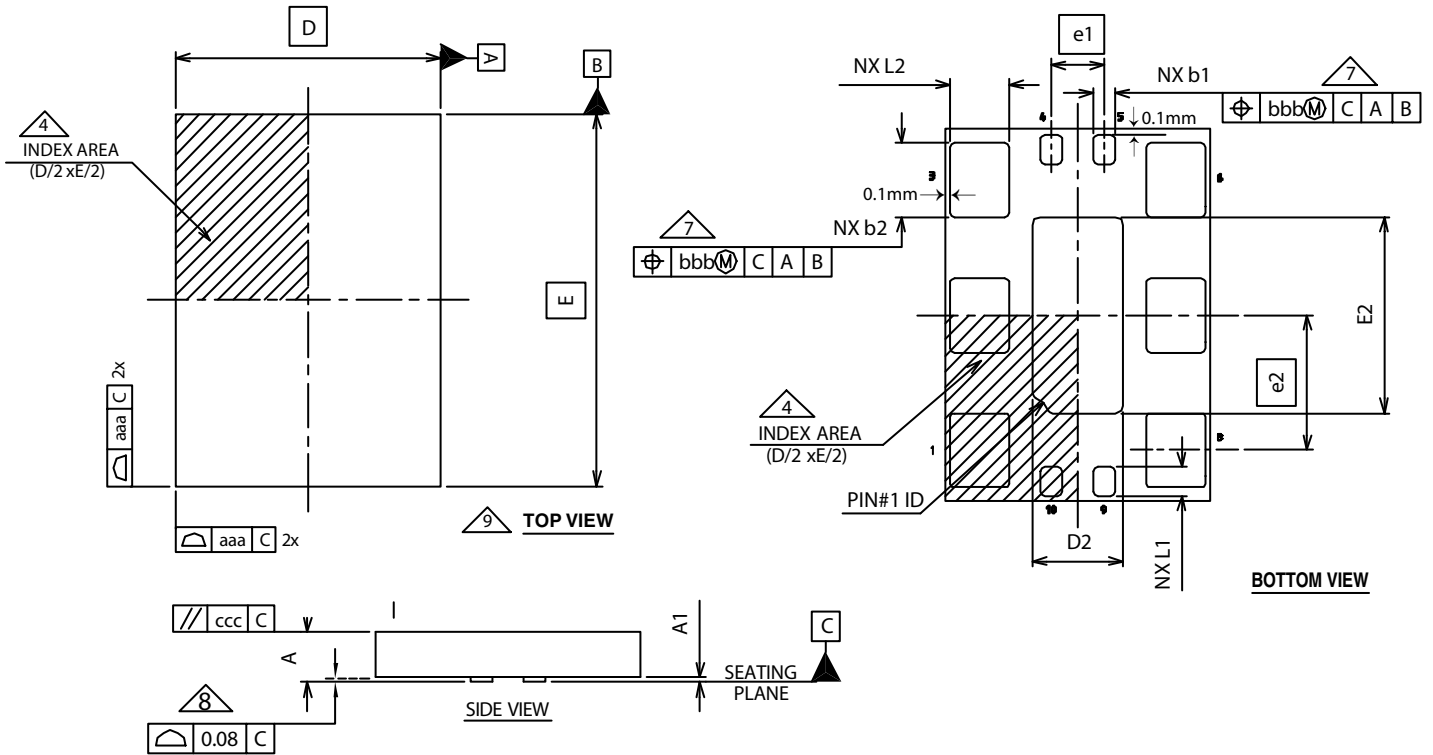 D
A
B
4
INDEX AREA
(D/2 xE/2)
E
aaa C 2x
aaa C 2x
9 TOP VIEW
e1
NX L2
NX b1
7
bbb Ⓜ C A B
4
5
0.1mm
3
6
0.1mm
NX b2
7
bbb Ⓜ C A B
E2
e2
4
INDEX AREA
(D/2 xE/2)
1
8
PIN#1 ID
10
9
D2
NX L1
BOTTOM VIEW
ccc C
A
A1
C
SEATING
PLANE
8
0.08 C
SIDE VIEW